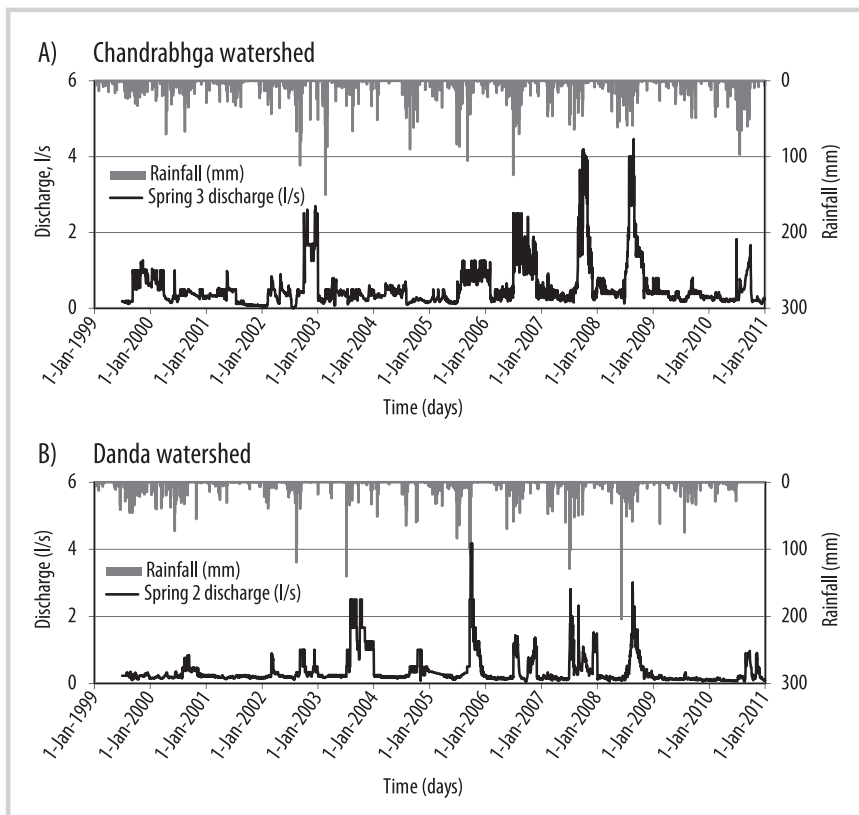 A) Chandrabhga watershed
Discharge, l/s
6
4
2
0
Rainfall (mm)
Spring 3 discharge (l/s)
0
100
200
300
Rainfall (mm)
1-Jan-1999
1-Jan-2000
1-Jan-2001
1-Jan-2002
1-Jan-2003
1-Jan-2004
1-Jan-2005
1-Jan-2006
1-Jan-2007
1-Jan-2008
1-Jan-2009
1-Jan-2010
1-Jan-2011
Time (days)
B) Danda watershed
Discharge (l/s)
6
4
2
0
Rainfall (mm)
Spring 2 discharge (l/s)
0
100
200
300
Rainfall (mm)
1-Jan-1999
1-Jan-2000
1-Jan-2001
1-Jan-2002
1-Jan-2003
1-Jan-2004
1-Jan-2005
1-Jan-2006
1-Jan-2007
1-Jan-2008
1-Jan-2009
1-Jan-2010
1-Jan-2011
Time (days)